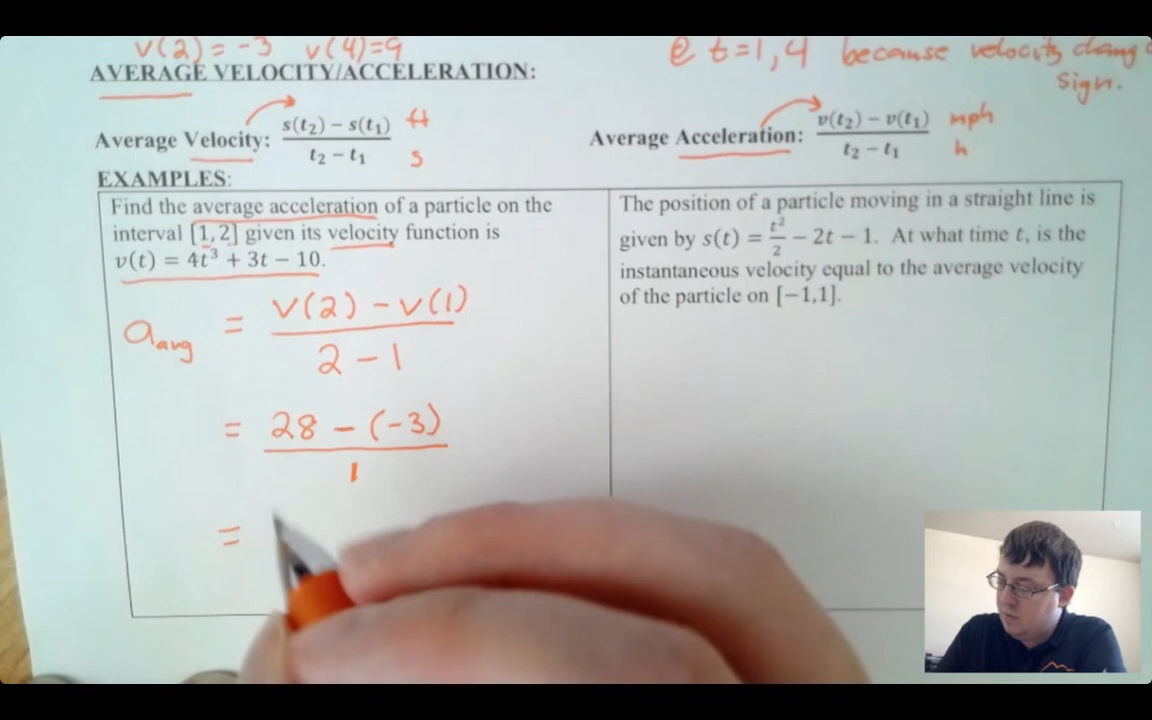 v(2) = -3 v(4)=9
@ t=1,4 because velocity
sign.
AVERAGE VELOCITY/ACCELERATION:
Average Velocity: s(t₂) − s(t₁) / t₂ − t₁ ft / s
Average Acceleration: v(t₂) − v(t₁) / t₂ − t₁ mph / h
EXAMPLES:
Find the average acceleration of a particle on the
interval [1, 2] given its velocity function is
v(t) = 4t³ + 3t − 10.
a avg = v(2) - v(1) / 2 - 1
= 28 - (-3) / 1
=
The position of a particle moving in a straight line is
given by s(t) = t²/2 − 2t − 1. At what time t, is the
instantaneous velocity equal to the average velocity
of the particle on [−1,1].